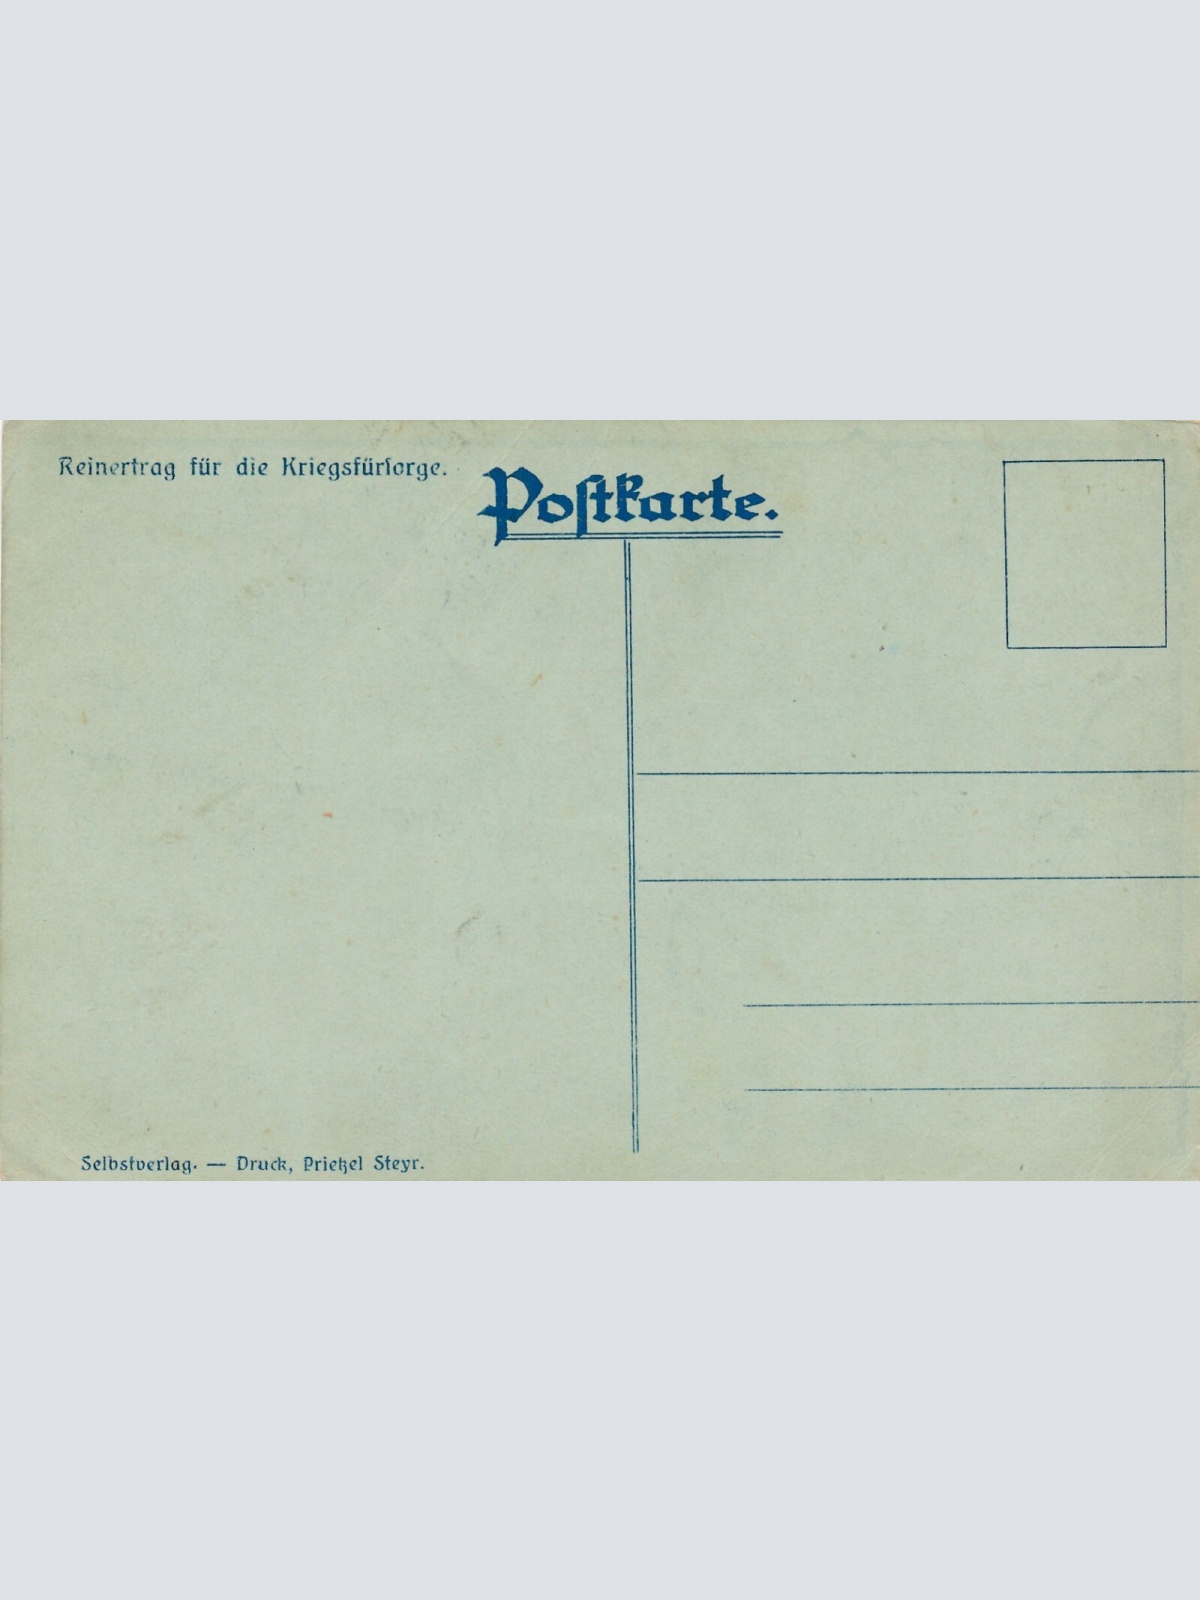 Reinertrag für die Kriegsfürſorge.
Poſtkarte.
Selbstverlag. — Druck, Prietzel Steyr.